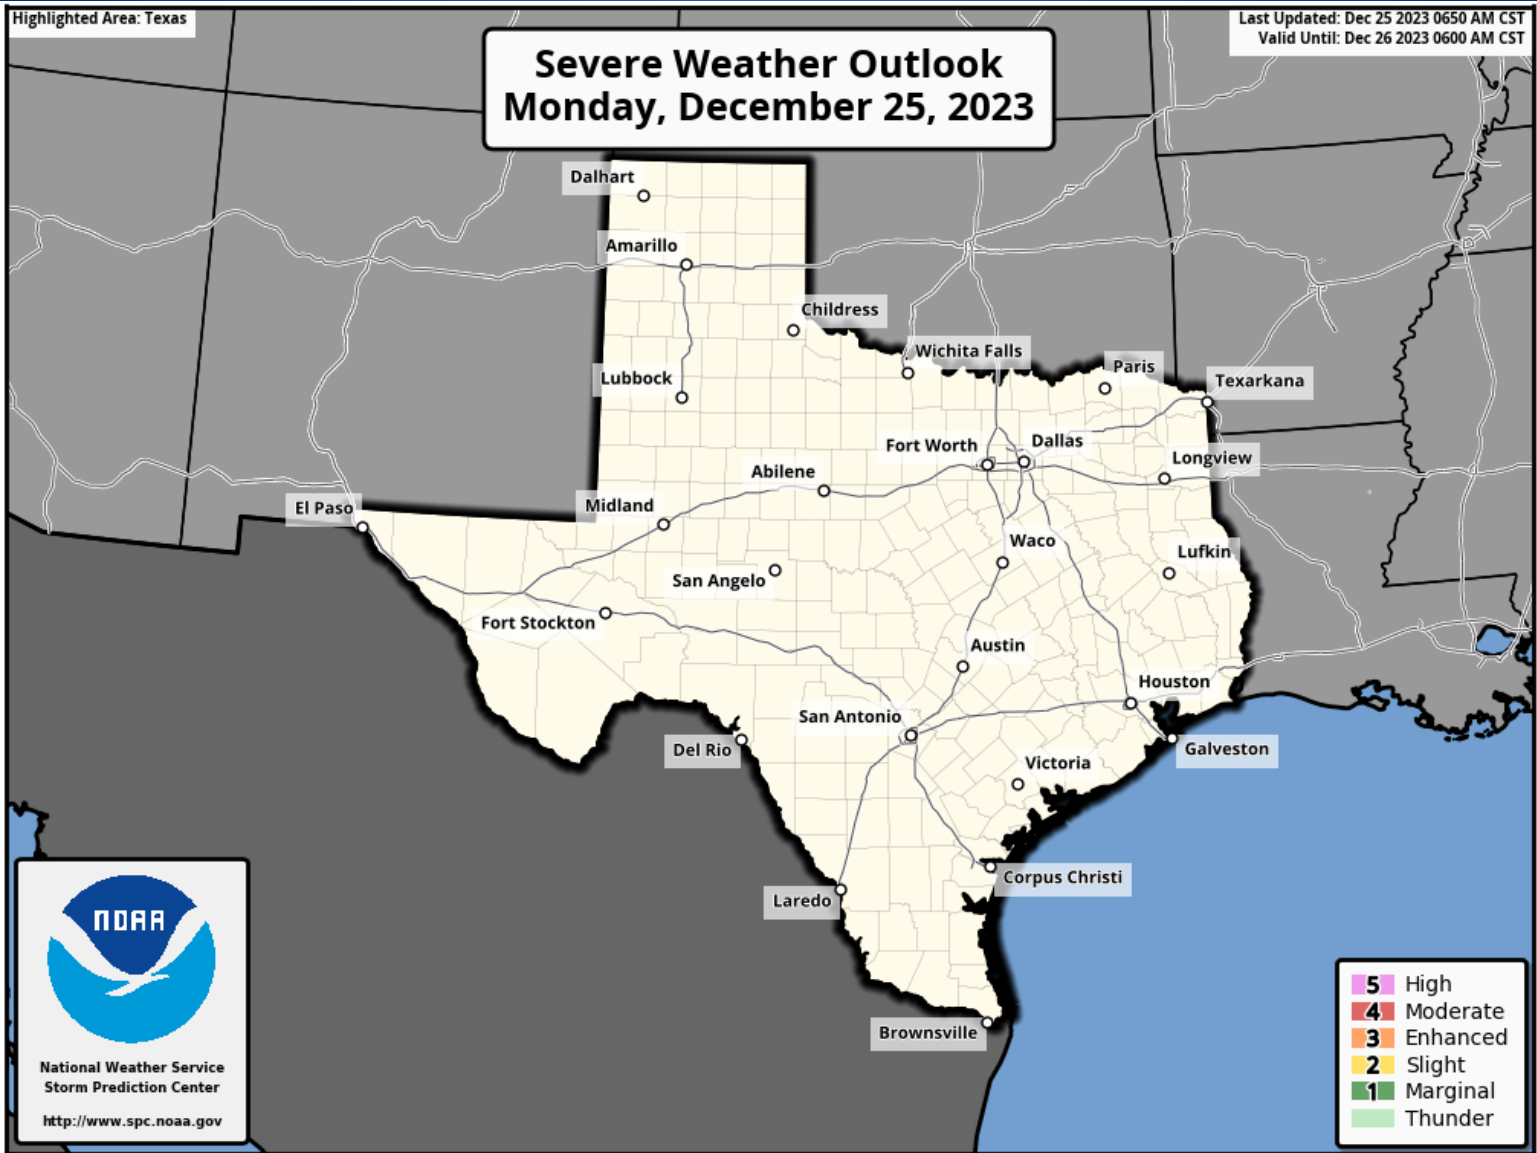 Highlighted Area: Texas
Last Updated: Dec 25 2023 0650 AM CST
Valid Until: Dec 26 2023 0600 AM CST
Severe Weather Outlook
Monday, December 25, 2023
Dalhart
Amarillo
Childress
Wichita Falls
Paris
Texarkana
Lubbock
Fort Worth
Dallas
Longview
Abilene
Midland
El Paso
Waco
Lufkin
San Angelo
Fort Stockton
Austin
Houston
San Antonio
Del Rio
Galveston
Victoria
Corpus Christi
Laredo
Brownsville
NOAA
National Weather Service
Storm Prediction Center
http://www.spc.noaa.gov
5 High
4 Moderate
3 Enhanced
2 Slight
1 Marginal
Thunder